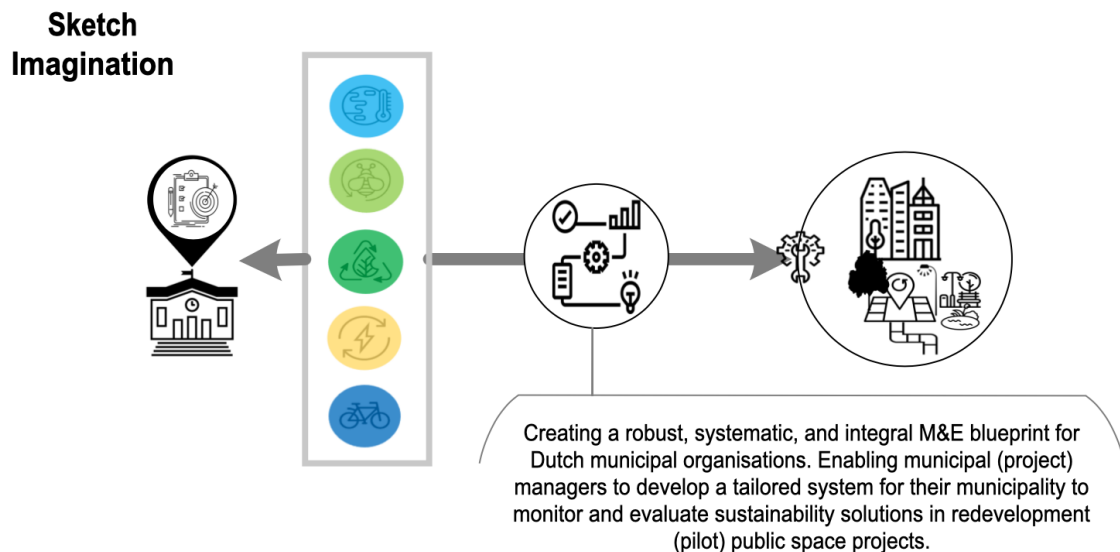 Sketch
Imagination
Creating a robust, systematic, and integral M&E blueprint for
Dutch municipal organisations. Enabling municipal (project)
managers to develop a tailored system for their municipality to
monitor and evaluate sustainability solutions in redevelopment
(pilot) public space projects.